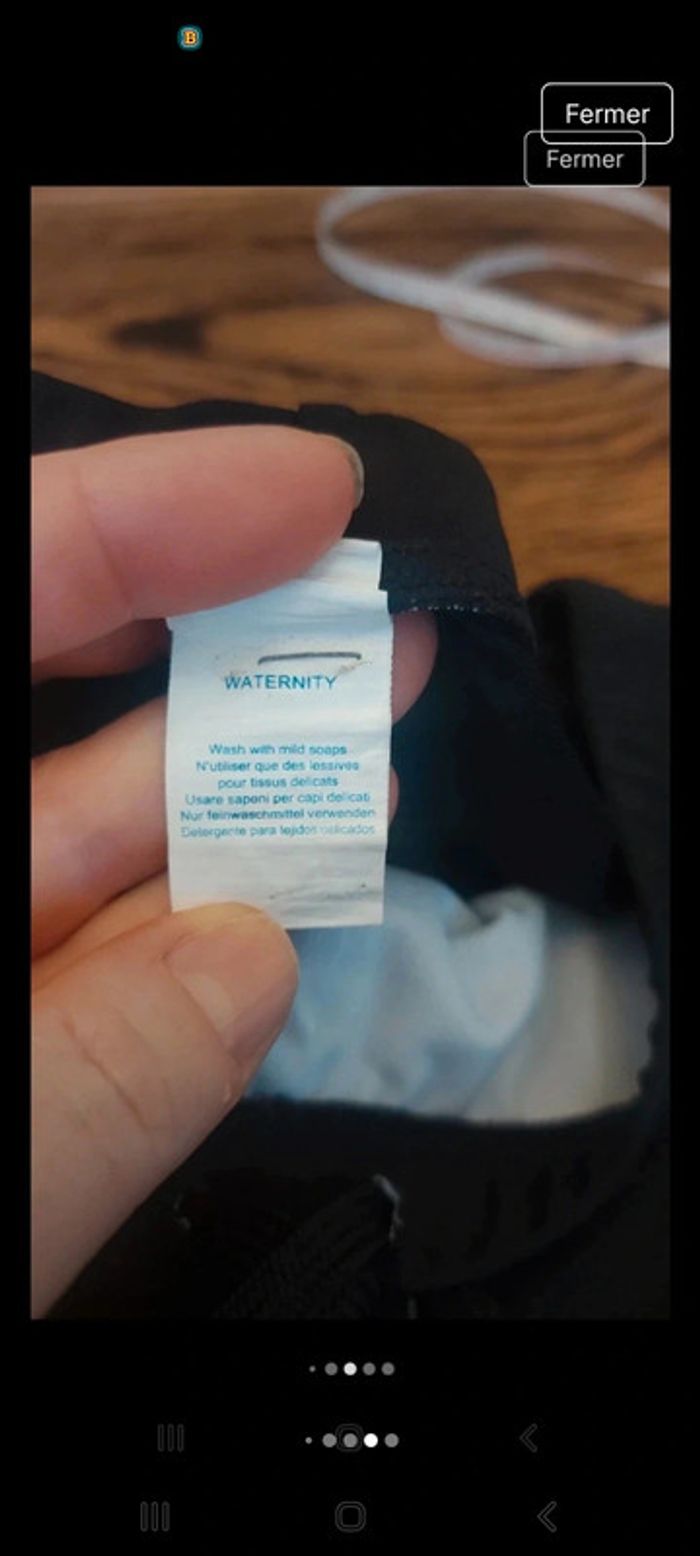 B
Fermer
Fermer
WATERNITY
Wash with mild soaps
N'utiliser que des lessives
pour tissus delicats
Usare saponi per capi delicati
Nur feinwaschmittel verwenden
Detergente para tejidos delicados